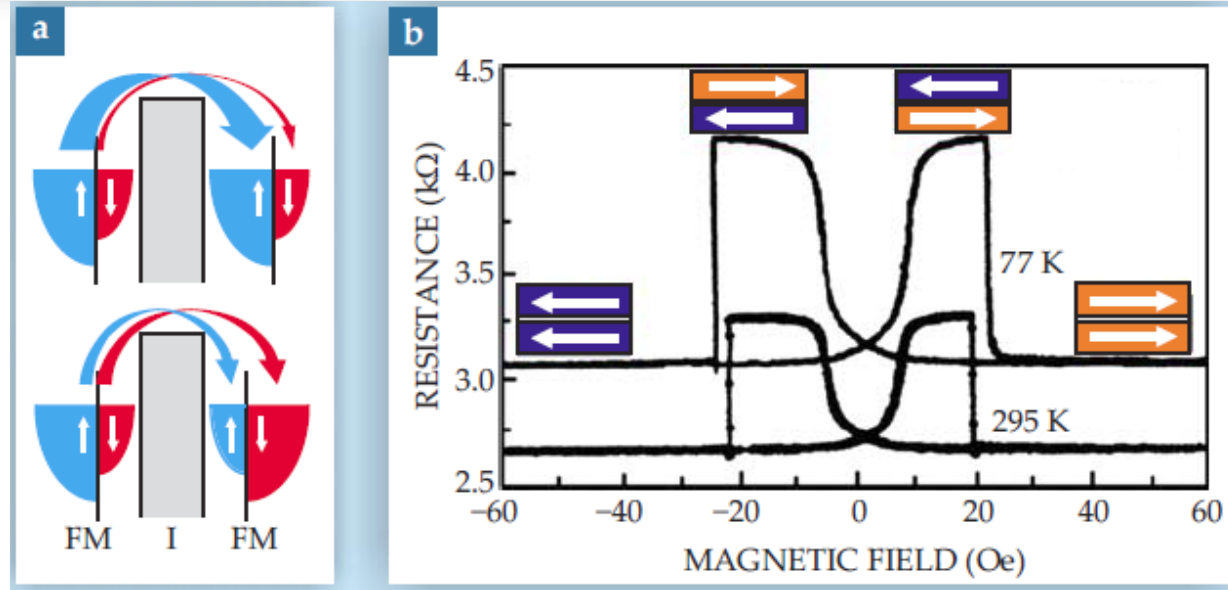 a
FM I FM
b
4.5
4.0
3.5
3.0
2.5
RESISTANCE (kΩ)
77 K
295 K
−60 −40 −20 0 20 40 60
MAGNETIC FIELD (Oe)